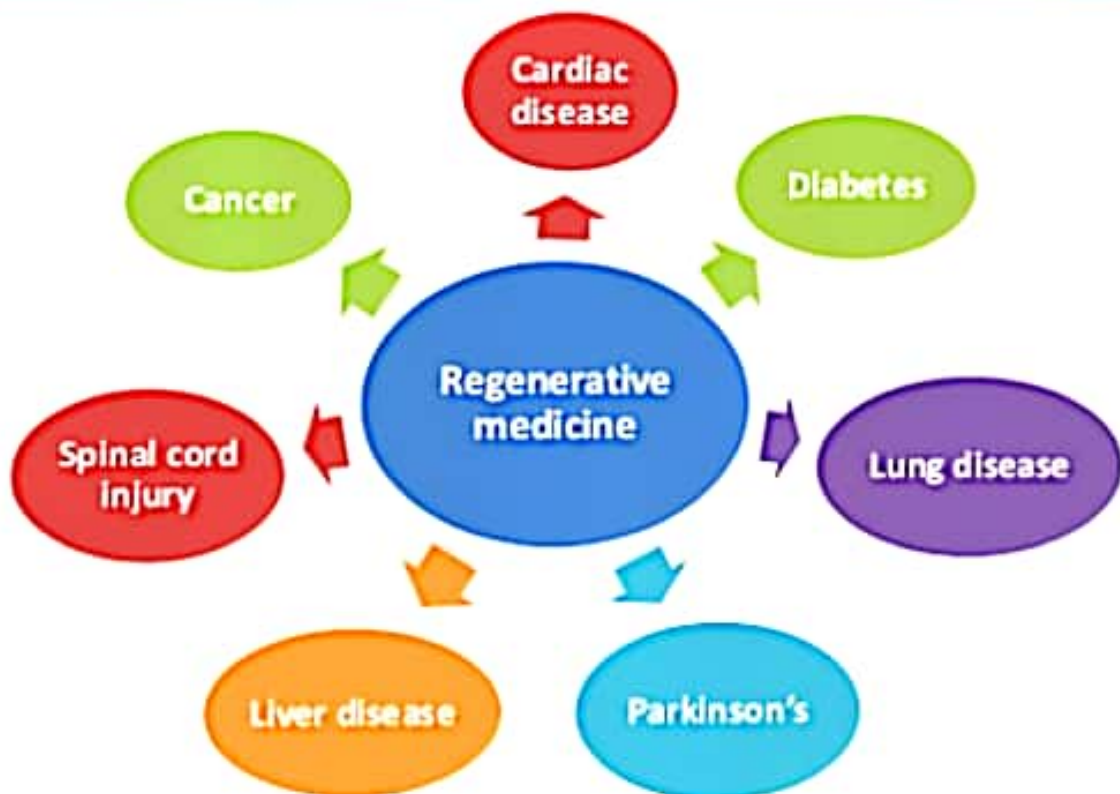 Cardiac
disease
Cancer
Diabetes
Regenerative
medicine
Spinal cord
injury
Lung disease
Liver disease
Parkinson's